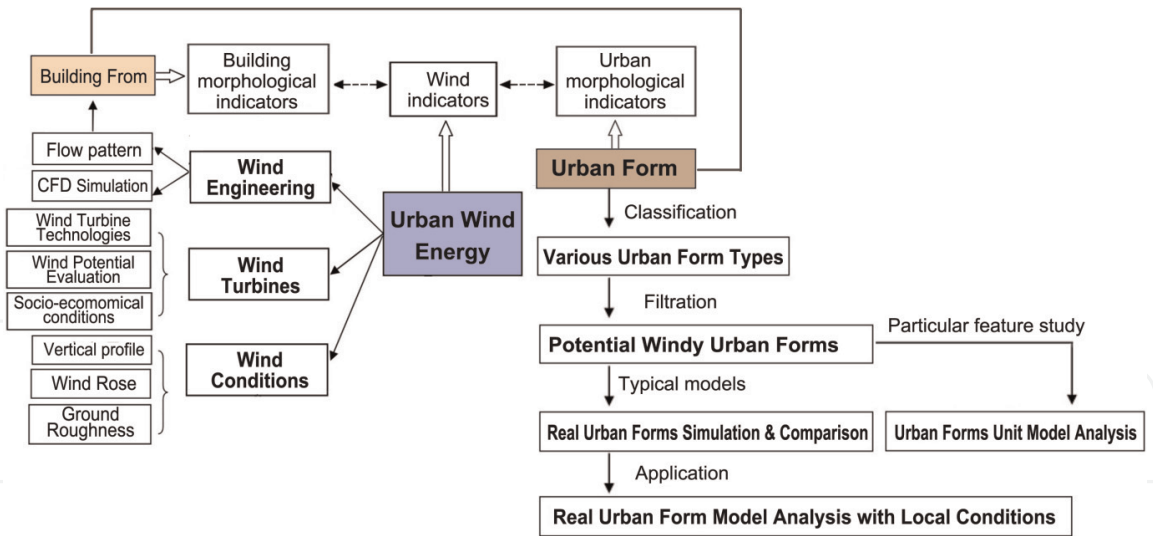 Building From
Building
morphological
indicators
Wind
indicators
Urban
morphological
indicators
Flow pattern
CFD Simulation
Wind
Engineering
Urban Form
Wind Turbine
Technologies
Wind Potential
Evaluation
Socio-ecomomical
conditions
Wind
Turbines
Urban Wind
Energy
Classification
Various Urban Form Types
Filtration
Vertical profile
Wind Rose
Ground
Roughness
Wind
Conditions
Potential Windy Urban Forms
Particular feature study
Typical models
Real Urban Forms Simulation & Comparison
Urban Forms Unit Model Analysis
Application
Real Urban Form Model Analysis with Local Conditions